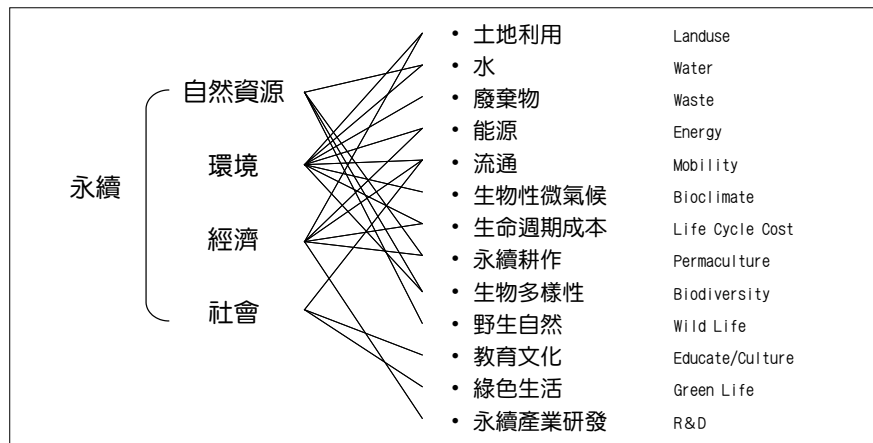 永續
自然資源
環境
經濟
社會
• 土地利用 Landuse
• 水 Water
• 廢棄物 Waste
• 能源 Energy
• 流通 Mobility
• 生物性微氣候 Bioclimate
• 生命週期成本 Life Cycle Cost
• 永續耕作 Permaculture
• 生物多樣性 Biodiversity
• 野生自然 Wild Life
• 教育文化 Educate/Culture
• 綠色生活 Green Life
• 永續產業研發 R&D